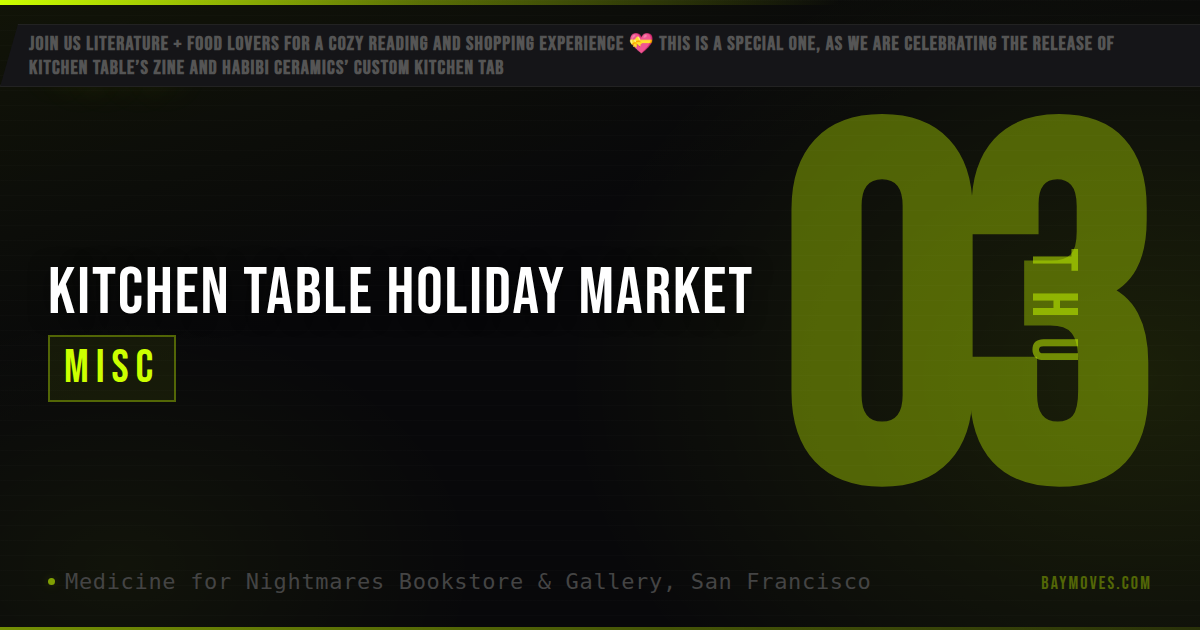 JOIN US LITERATURE + FOOD LOVERS FOR A COZY READING AND SHOPPING EXPERIENCE 💝 THIS IS A SPECIAL ONE, AS WE ARE CELEBRATING THE RELEASE OF
KITCHEN TABLE'S ZINE AND HABIBI CERAMICS' CUSTOM KITCHEN TAB
03
THU
KITCHEN TABLE HOLIDAY MARKET
MISC
Medicine for Nightmares Bookstore & Gallery, San Francisco
BAYMOVES.COM